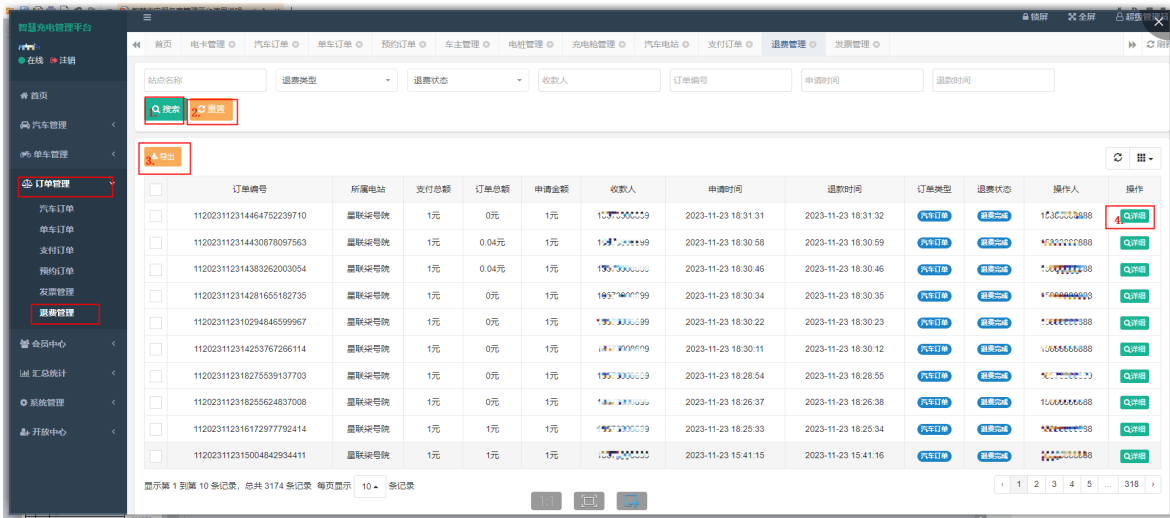 智慧充电管理平台
在线 注销
首页
汽车管理
单车管理
订单管理
汽车订单
单车订单
支付订单
预约订单
发票管理
退费管理
会员中心
汇总统计
系统管理
开放中心
锁屏 全屏 超级管理员
首页 电卡管理 汽车订单 单车订单 预约订单 车主管理 电桩管理 充电枪管理 汽车电站 支付订单 退费管理 发票管理
站点名称 退费类型 退费状态 收款人 订单编号 申请时间 退款时间
1. 搜索 2. 重置
3. 导出
订单编号 所属电站 支付总额 订单总额 申请金额 收款人 申请时间 退款时间 订单类型 退费状态 操作人 操作
112023112314464752239710 星联柒号院 1元 0元 1元 2023-11-23 18:31:31 2023-11-23 18:31:32 汽车订单 退费完成 4. 详细
112023112314430878097563 星联柒号院 1元 0.04元 1元 2023-11-23 18:30:58 2023-11-23 18:30:59 汽车订单 退费完成 详细
112023112314383262003054 星联柒号院 1元 0.04元 1元 2023-11-23 18:30:46 2023-11-23 18:30:46 汽车订单 退费完成 详细
112023112314281655182735 星联柒号院 1元 0元 1元 2023-11-23 18:30:34 2023-11-23 18:30:35 汽车订单 退费完成 详细
112023112310294846599967 星联柒号院 1元 0元 1元 2023-11-23 18:30:22 2023-11-23 18:30:23 汽车订单 退费完成 详细
112023112314253767266114 星联柒号院 1元 0元 1元 2023-11-23 18:30:11 2023-11-23 18:30:12 汽车订单 退费完成 详细
112023112318275539137703 星联柒号院 1元 0元 1元 2023-11-23 18:28:54 2023-11-23 18:28:55 汽车订单 退费完成 详细
112023112318255624837008 星联柒号院 1元 0元 1元 2023-11-23 18:26:37 2023-11-23 18:26:38 汽车订单 退费完成 详细
112023112316172977792414 星联柒号院 1元 1元 1元 2023-11-23 18:25:33 2023-11-23 18:25:34 汽车订单 退费完成 详细
112023112315004842934411 星联柒号院 1元 1元 1元 2023-11-23 15:41:15 2023-11-23 15:41:16 汽车订单 退费完成 详细
显示第 1 到第 10 条记录，总共 3174 条记录 每页显示 10 条记录
‹ 1 2 3 4 5 ... 318 ›
1:1